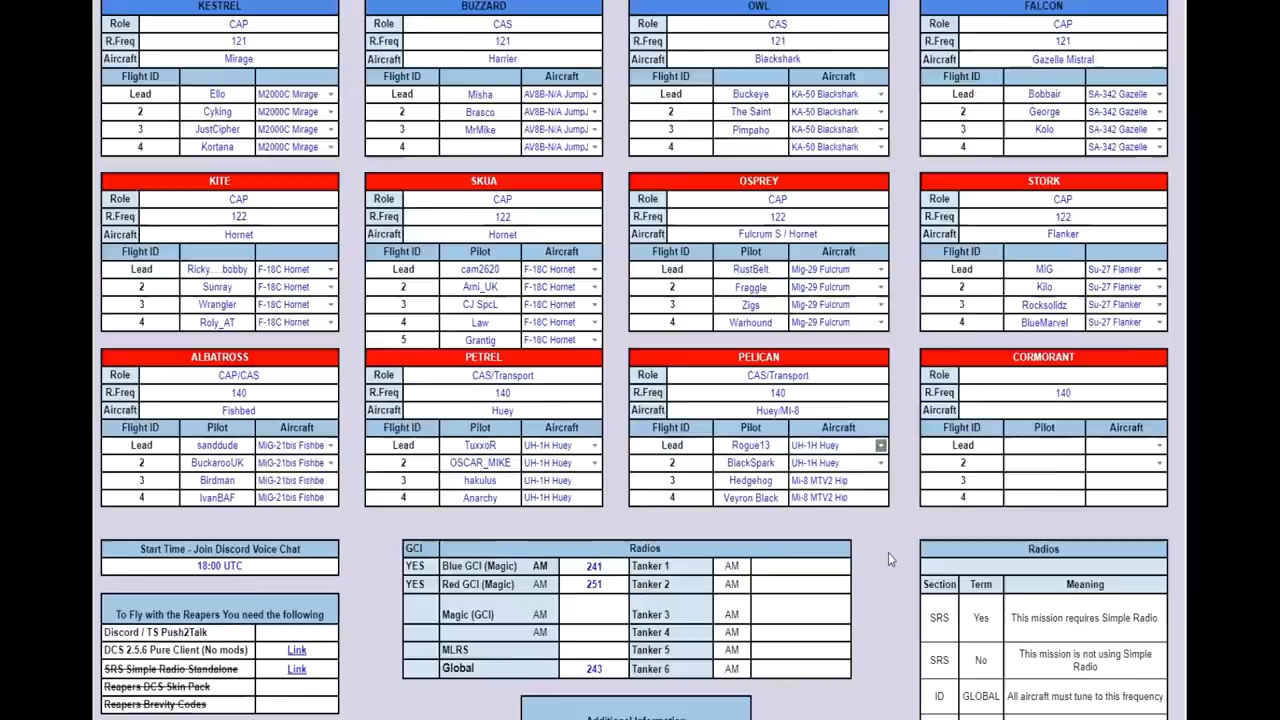 KESTREL BUZZARD OWL FALCON
Role CAP Role CAS Role CAS Role CAP
R.Freq 121 R.Freq 121 R.Freq 121 R.Freq 121
Aircraft Mirage Aircraft Harrier Aircraft Blackshark Aircraft Gazelle Mistral
Flight ID Flight ID Aircraft Flight ID Aircraft Flight ID Aircraft
Lead Ello M2000C Mirage Lead Misha AV8B-N/A JumpJ Lead Buckeye KA-50 Blackshark Lead Bobbair SA-342 Gazelle
2 Cyking M2000C Mirage 2 Brasco AV8B-N/A JumpJ 2 The Saint KA-50 Blackshark 2 George SA-342 Gazelle
3 JustCipher M2000C Mirage 3 MrMike AV8B-N/A JumpJ 3 Pimpaho KA-50 Blackshark 3 Kolo SA-342 Gazelle
4 Kortana M2000C Mirage 4 AV8B-N/A JumpJ 4 KA-50 Blackshark 4 SA-342 Gazelle
KITE SKUA OSPREY STORK
Role CAP Role CAP Role CAP Role CAP
R.Freq 122 R.Freq 122 R.Freq 122 R.Freq 122
Aircraft Hornet Aircraft Hornet Aircraft Fulcrum S / Hornet Aircraft Flanker
Flight ID Flight ID Pilot Aircraft Flight ID Pilot Aircraft Flight ID
Lead Ricky....bobby F-18C Hornet Lead cam2620 F-18C Hornet Lead RustBelt Mig-29 Fulcrum Lead MIG Su-27 Flanker
2 Sunray F-18C Hornet 2 Arni_UK F-18C Hornet 2 Fraggle Mig-29 Fulcrum 2 Kilo Su-27 Flanker
3 Wrangler F-18C Hornet 3 CJ SpcL F-18C Hornet 3 Zigs Mig-29 Fulcrum 3 Rocksolidz Su-27 Flanker
4 Roly_AT F-18C Hornet 4 Law F-18C Hornet 4 Warhound Mig-29 Fulcrum 4 BlueMarvel Su-27 Flanker
5 Grantig F-18C Hornet
ALBATROSS PETREL PELICAN CORMORANT
Role CAP/CAS Role CAS/Transport Role CAS/Transport Role
R.Freq 140 R.Freq 140 R.Freq 140 R.Freq 140
Aircraft Fishbed Aircraft Huey Aircraft Huey/MI-8 Aircraft
Flight ID Pilot Aircraft Flight ID Pilot Aircraft Flight ID Pilot Aircraft Flight ID Pilot Aircraft
Lead sanddude MiG-21bis Fishbe Lead TuxxoR UH-1H Huey Lead Rogue13 UH-1H Huey Lead
2 BuckarooUK MiG-21bis Fishbe 2 OSCAR_MIKE UH-1H Huey 2 BlackSpark UH-1H Huey 2
3 Birdman MiG-21bis Fishbe 3 hakulus UH-1H Huey 3 Hedgehog Mi-8 MTV2 Hip 3
4 IvanBAF MiG-21bis Fishbe 4 Anarchy UH-1H Huey 4 Veyron Black Mi-8 MTV2 Hip 4
Start Time - Join Discord Voice Chat
18:00 UTC
To Fly with the Reapers You need the following
Discord / TS Push2Talk
DCS 2.5.6 Pure Client (No mods) Link
SRS Simple Radio Standalone Link
Reapers DCS Skin Pack
Reapers Brevity Codes
GCI Radios
YES Blue GCI (Magic) AM 241 Tanker 1 AM
YES Red GCI (Magic) AM 251 Tanker 2 AM
Magic (GCI) AM Tanker 3 AM
AM Tanker 4 AM
MLRS Tanker 5 AM
Global 243 Tanker 6 AM
Additional Information
Radios
Section Term Meaning
SRS Yes This mission requires Simple Radio.
SRS No This mission is not using Simple
Radio
ID GLOBAL All aircraft must tune to this frequency